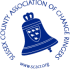 SUSSEX COUNTY ASSOCIATION OF CHANGE RINGERS
www.scacr.org